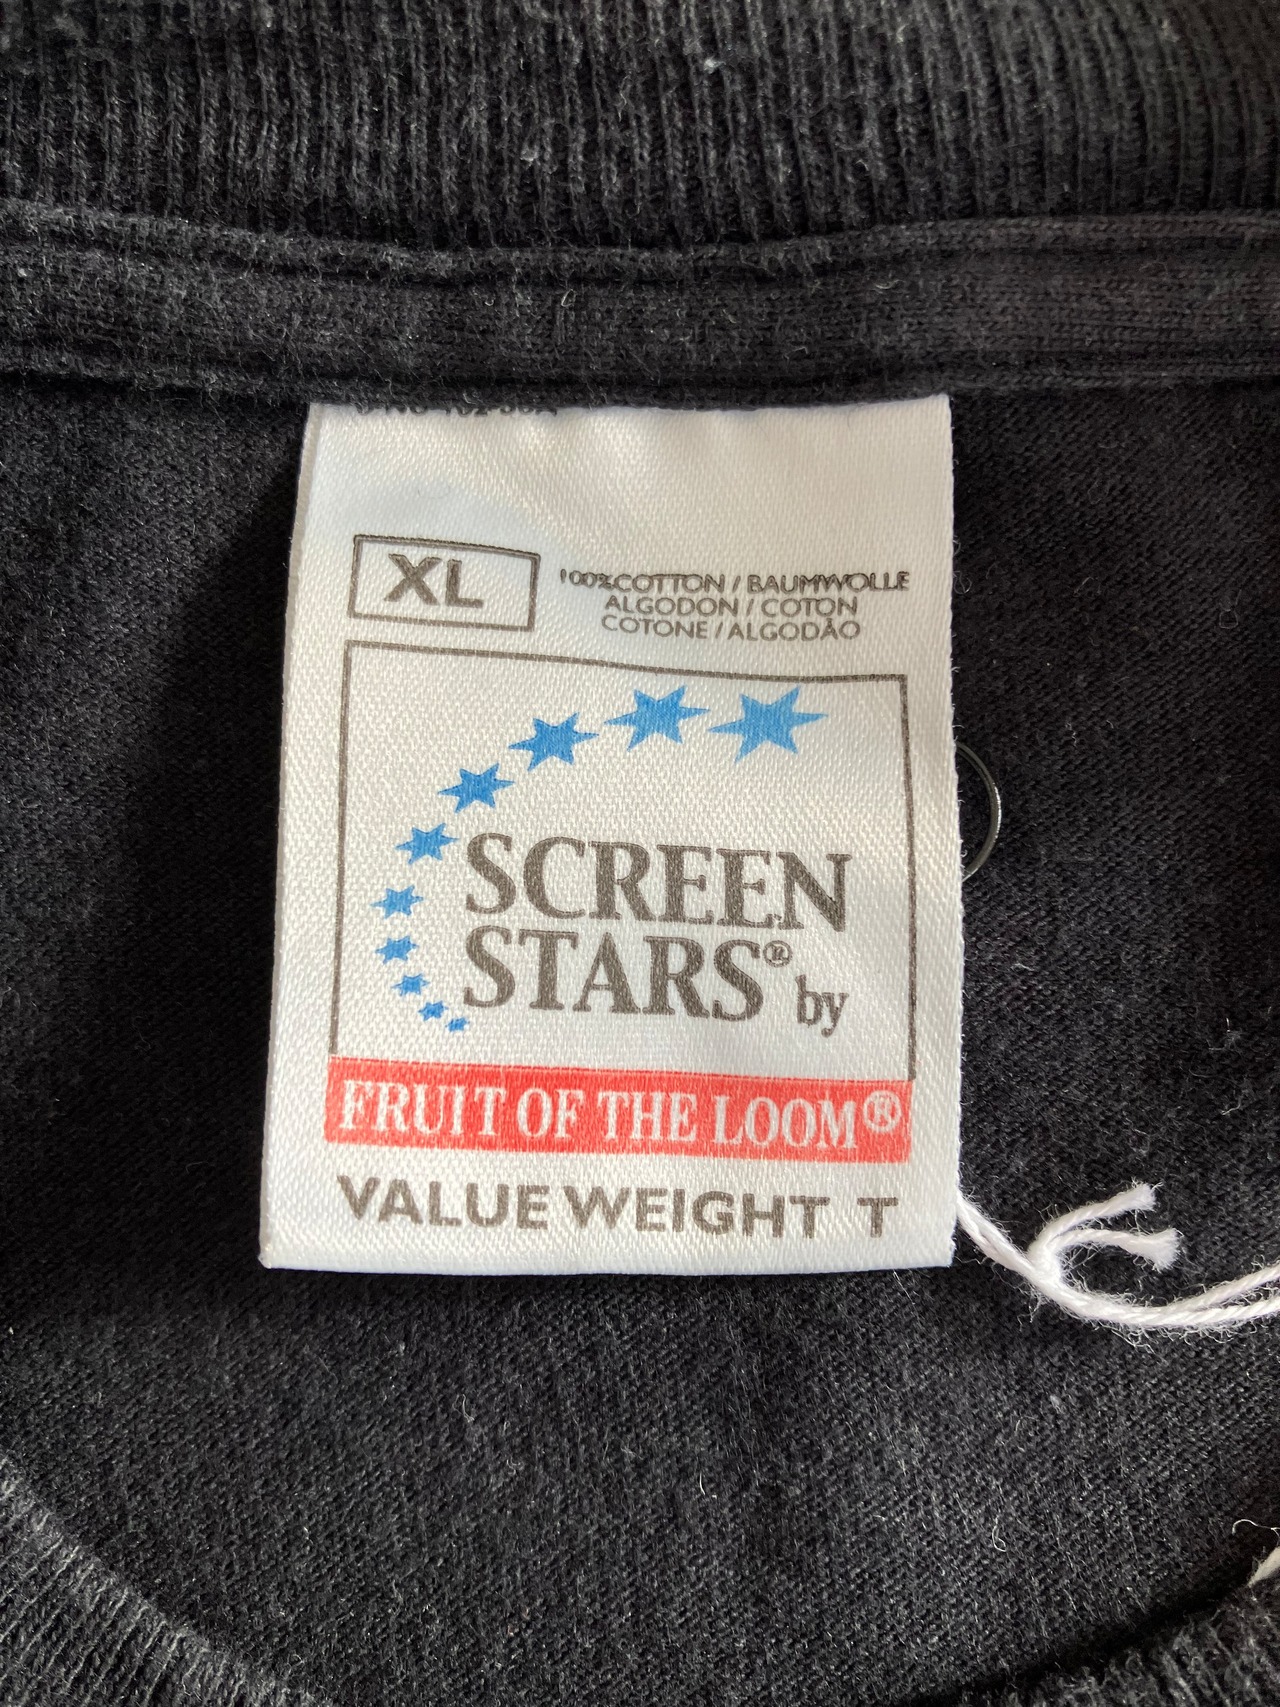 XL
100% COTTON / BAUMWOLLE
ALGODON / COTON
COTONE / ALGODÃO
SCREEN
STARS® by
FRUIT OF THE LOOM®
VALUE WEIGHT T